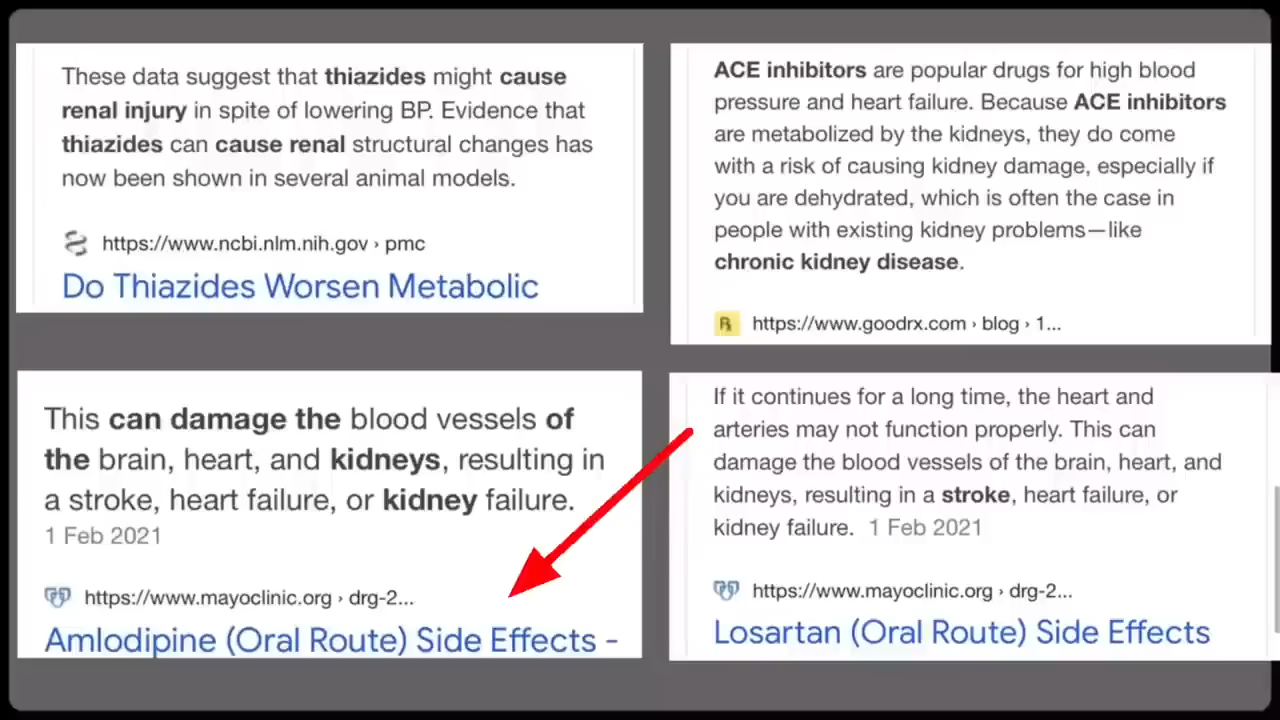 These data suggest that thiazides might cause
renal injury in spite of lowering BP. Evidence that
thiazides can cause renal structural changes has
now been shown in several animal models.
https://www.ncbi.nlm.nih.gov › pmc
Do Thiazides Worsen Metabolic
ACE inhibitors are popular drugs for high blood
pressure and heart failure. Because ACE inhibitors
are metabolized by the kidneys, they do come
with a risk of causing kidney damage, especially if
you are dehydrated, which is often the case in
people with existing kidney problems—like
chronic kidney disease.
https://www.goodrx.com › blog › 1...
This can damage the blood vessels of
the brain, heart, and kidneys, resulting in
a stroke, heart failure, or kidney failure.
1 Feb 2021
https://www.mayoclinic.org › drg-2...
Amlodipine (Oral Route) Side Effects -
If it continues for a long time, the heart and
arteries may not function properly. This can
damage the blood vessels of the brain, heart, and
kidneys, resulting in a stroke, heart failure, or
kidney failure. 1 Feb 2021
https://www.mayoclinic.org › drg-2...
Losartan (Oral Route) Side Effects